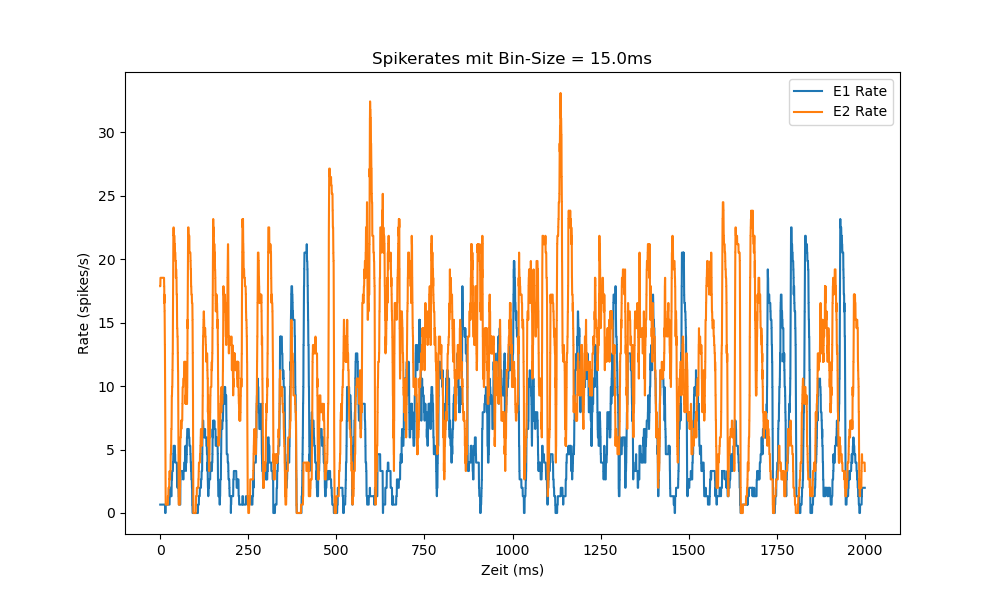 Spikerates mit Bin-Size = 15.0ms
E1 Rate
E2 Rate
Rate (spikes/s)
30
25
20
15
10
5
0
0 250 500 750 1000 1250 1500 1750 2000
Zeit (ms)